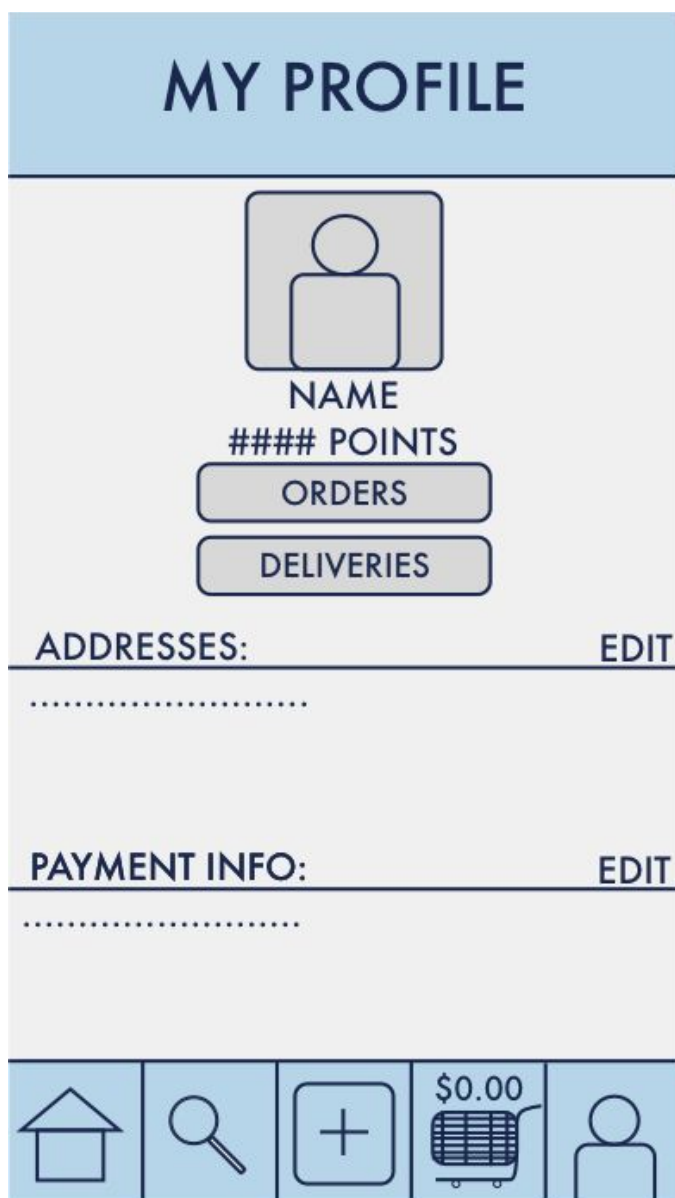 MY PROFILE
NAME
#### POINTS
ORDERS
DELIVERIES
ADDRESSES: EDIT
.........................
PAYMENT INFO: EDIT
.........................
$0.00